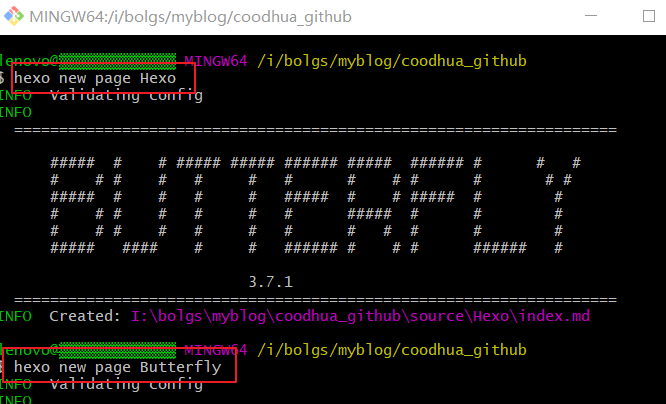 MINGW64:/i/bolgs/myblog/coodhua_github
lenovo@ MINGW64 /i/bolgs/myblog/coodhua_github
$ hexo new page Hexo
INFO  Validating config
INFO
===================================================================
BUTTERFLY
3.7.1
===================================================================
INFO  Created: I:\bolgs\myblog\coodhua_github\source\Hexo\index.md
lenovo@ MINGW64 /i/bolgs/myblog/coodhua_github
$ hexo new page Butterfly
INFO  Validating config
INFO